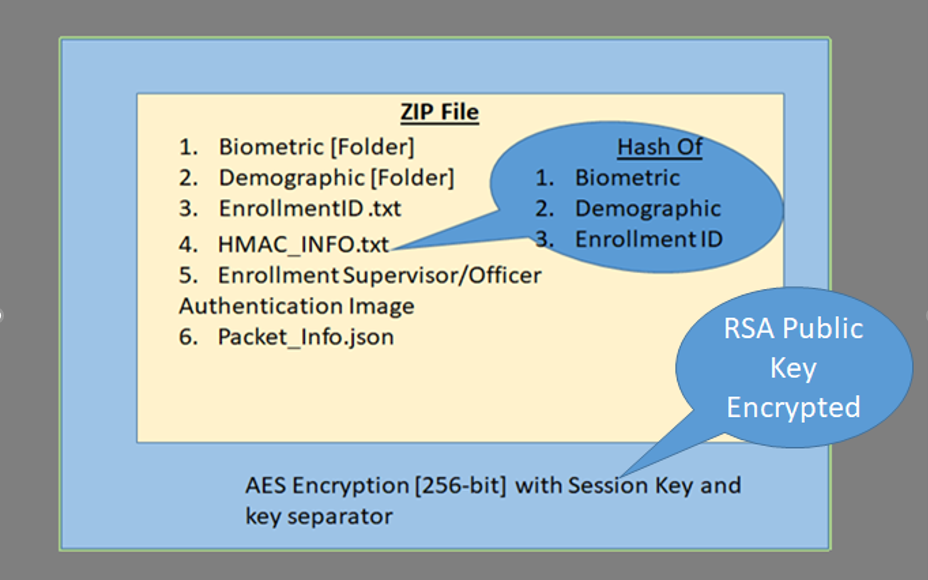 ZIP File
1. Biometric [Folder]
2. Demographic [Folder]
3. EnrollmentID.txt
4. HMAC_INFO.txt
5. Enrollment Supervisor/Officer
Authentication Image
6. Packet_Info.json
Hash Of
1. Biometric
2. Demographic
3. Enrollment ID
RSA Public
Key
Encrypted
AES Encryption [256-bit] with Session Key and
key separator